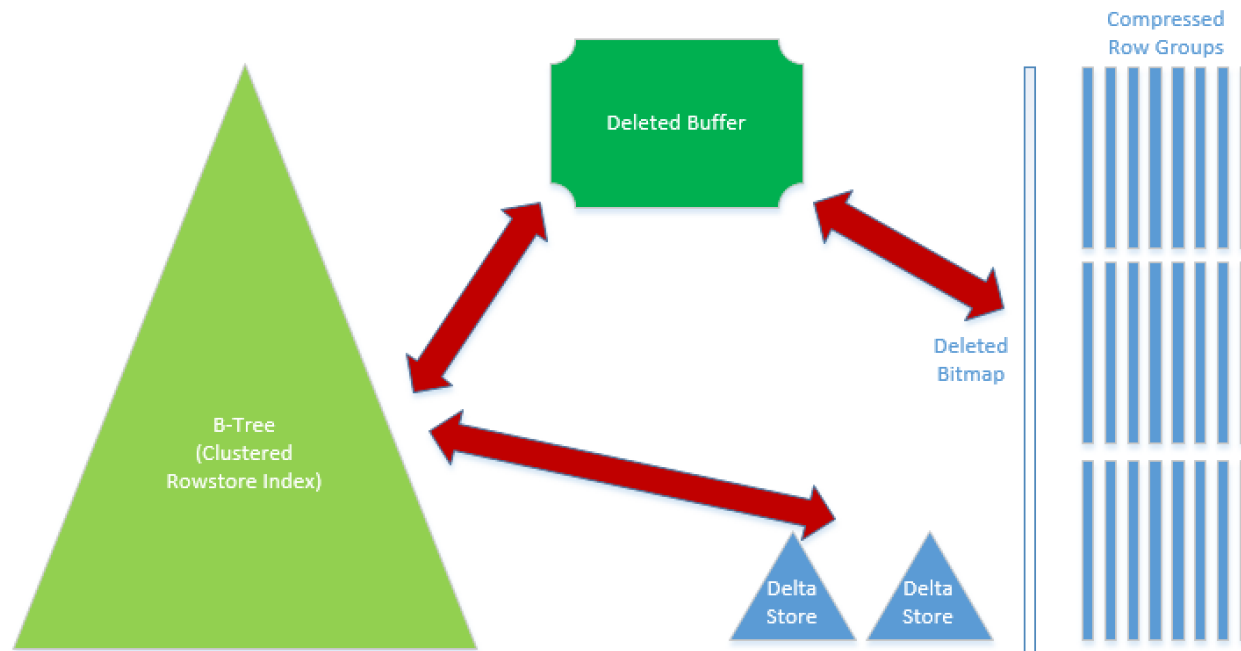 Compressed
Row Groups
Deleted Buffer
Deleted
Bitmap
B-Tree
(Clustered
Rowstore Index)
Delta
Store
Delta
Store